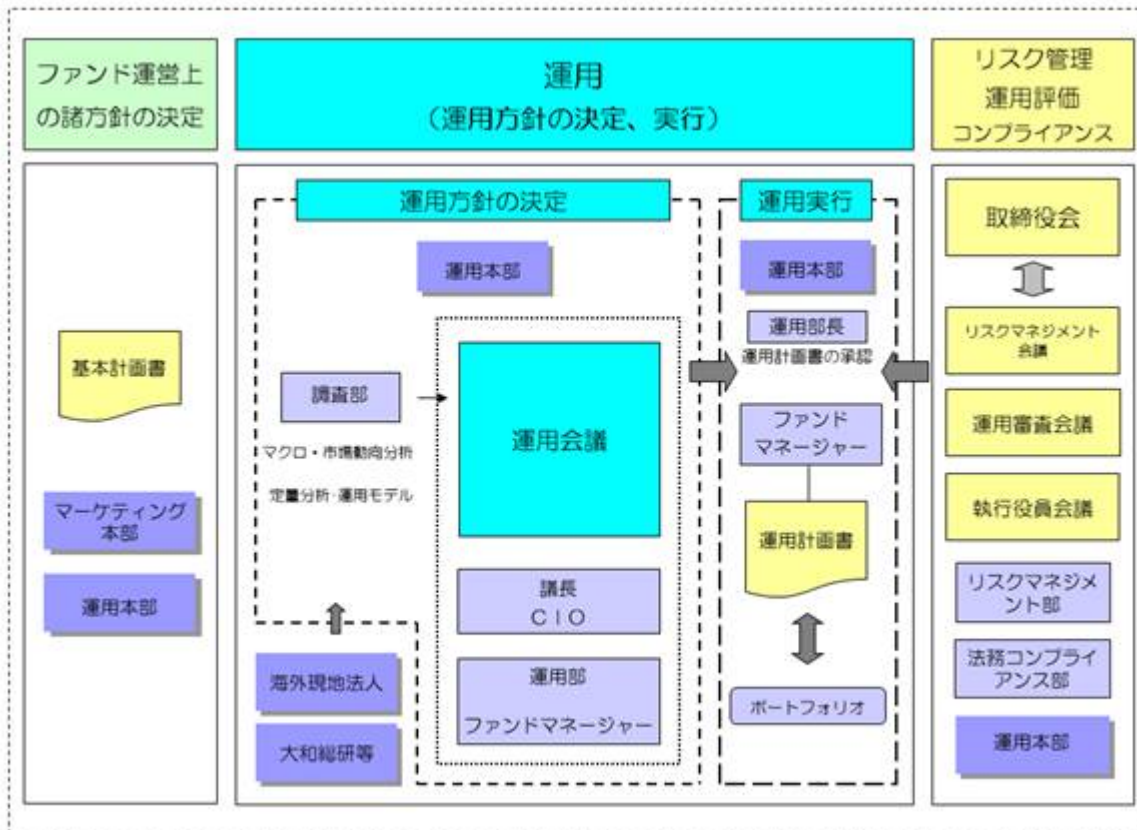 ファンド運営上
の諸方針の決定
運用
(運用方針の決定、実行)
リスク管理
運用評価
コンプライアンス
基本計画書
マーケティング
本部
運用本部
運用方針の決定
運用本部
調査部
マクロ・市場動向分析
定量分析・運用モデル
運用会議
議長
CIO
運用部
ファンドマネージャー
海外現地法人
大和総研等
運用実行
運用本部
運用部長
運用計画書の承認
ファンド
マネージャー
運用計画書
ポートフォリオ
取締役会
リスクマネジメント
会議
運用審査会議
執行役員会議
リスクマネジメ
ント部
法務コンプライ
アンス部
運用本部